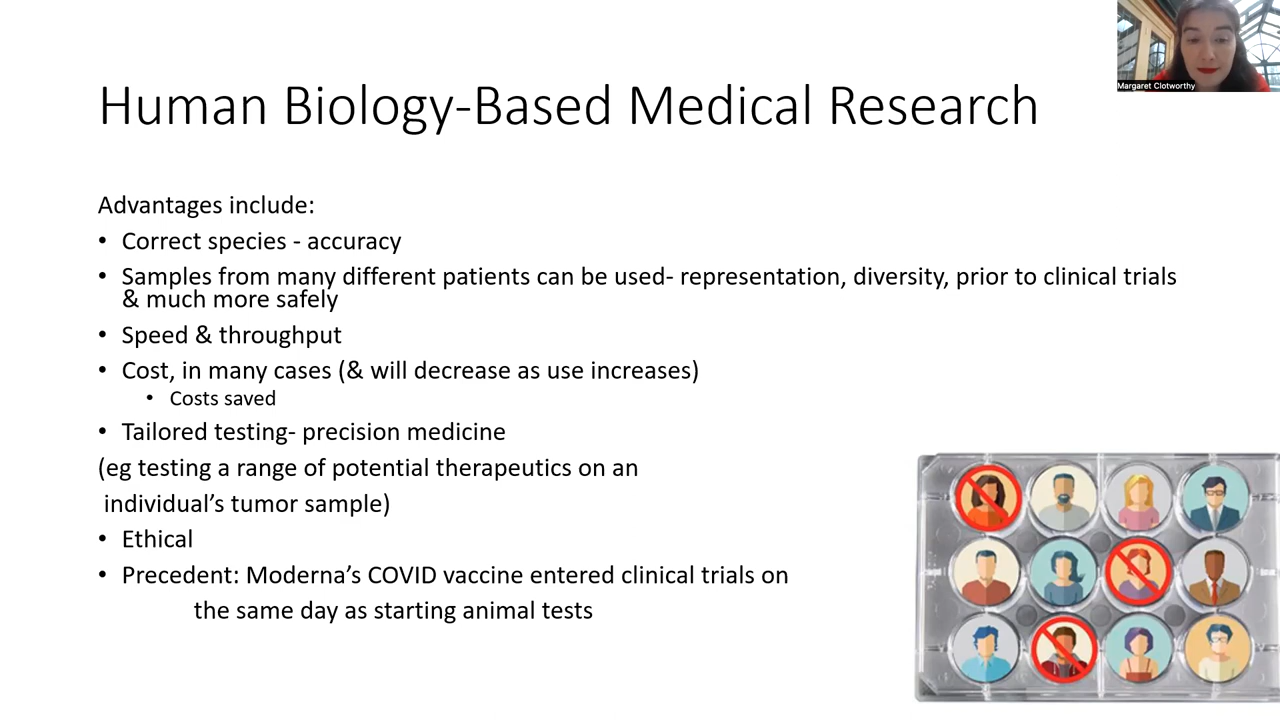 Margaret Clotworthy
Human Biology-Based Medical Research
Advantages include:
• Correct species - accuracy
• Samples from many different patients can be used- representation, diversity, prior to clinical trials
& much more safely
• Speed & throughput
• Cost, in many cases (& will decrease as use increases)
• Costs saved
• Tailored testing- precision medicine
(eg testing a range of potential therapeutics on an
individual’s tumor sample)
• Ethical
• Precedent: Moderna’s COVID vaccine entered clinical trials on
the same day as starting animal tests